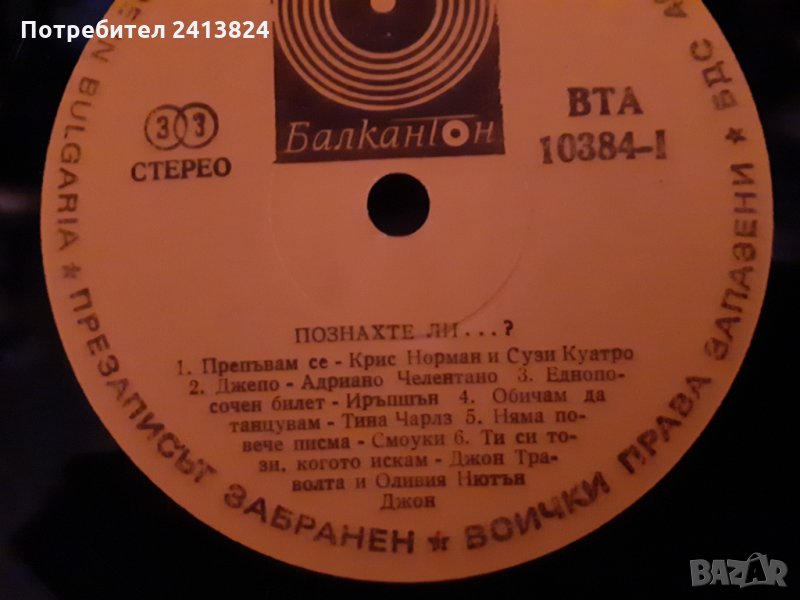 Потребител 2413824
33
СТЕРЕО
Балкантон
ВТА
10384-I
ПОЗНАХТЕ ЛИ...?
1. Препъвам се - Крис Норман и Сузи Куатро
2. Джепо - Адриано Челентано 3. Еднопо-
сочен билет - Иръпшън 4. Обичам да
танцувам - Тина Чарлз 5. Няма по-
вече писма - Смоуки 6. Ти си то-
зи, когото искам - Джон Тра-
волта и Оливия Нютън
Джон
IN BULGARIA ★ ПРЕЗАПИСЪТ ЗАБРАНЕН ★ ВСИЧКИ ПРАВА ЗАПАЗЕНИ ★ БДС
BAZAR